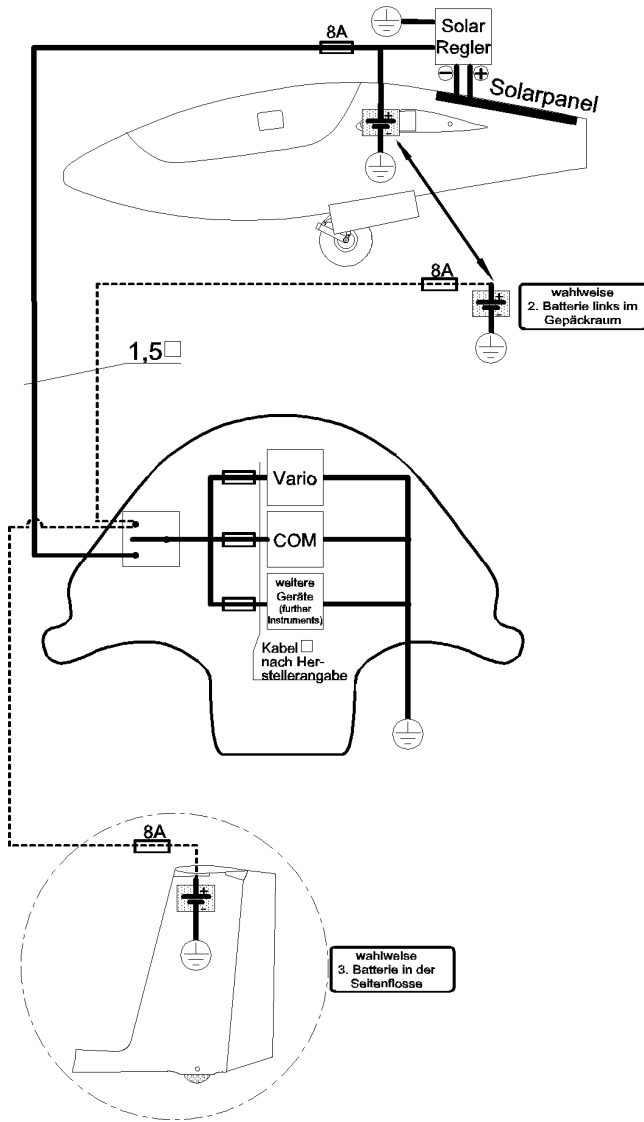 8A
Solar
Regler
− +
Solarpanel
+
-
8A
+
-
wahlweise
2. Batterie links im
Gepäckraum
1,5□
Vario
COM
weitere
Geräte
(further
Instruments)
Kabel □
nach Her-
stellerangabe
8A
+
-
wahlweise
3. Batterie in der
Seitenflosse